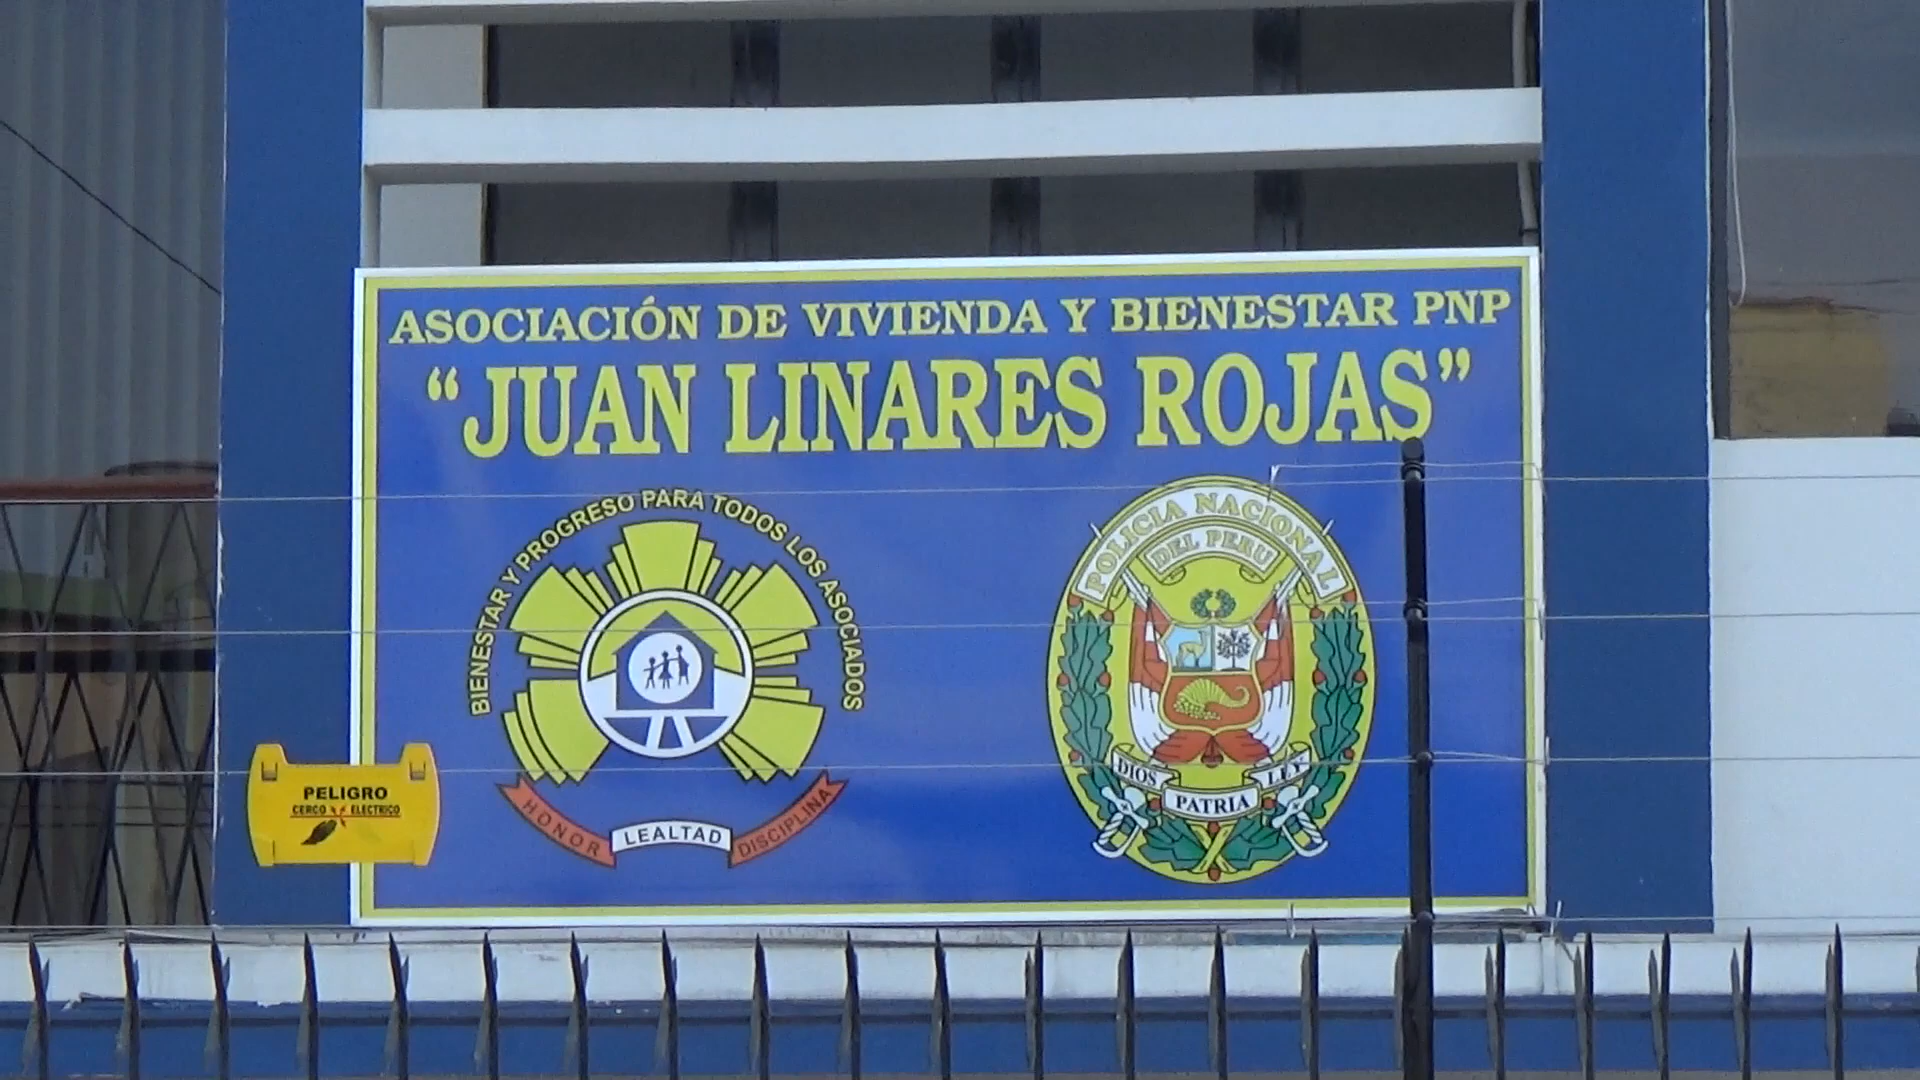 ASOCIACIÓN DE VIVIENDA Y BIENESTAR PNP
“JUAN LINARES ROJAS”
BIENESTAR Y PROGRESO PARA TODOS LOS ASOCIADOS
HONOR LEALTAD DISCIPLINA
POLICIA NACIONAL
DEL PERU
DIOS PATRIA LEY
PELIGRO
CERCO ELECTRICO